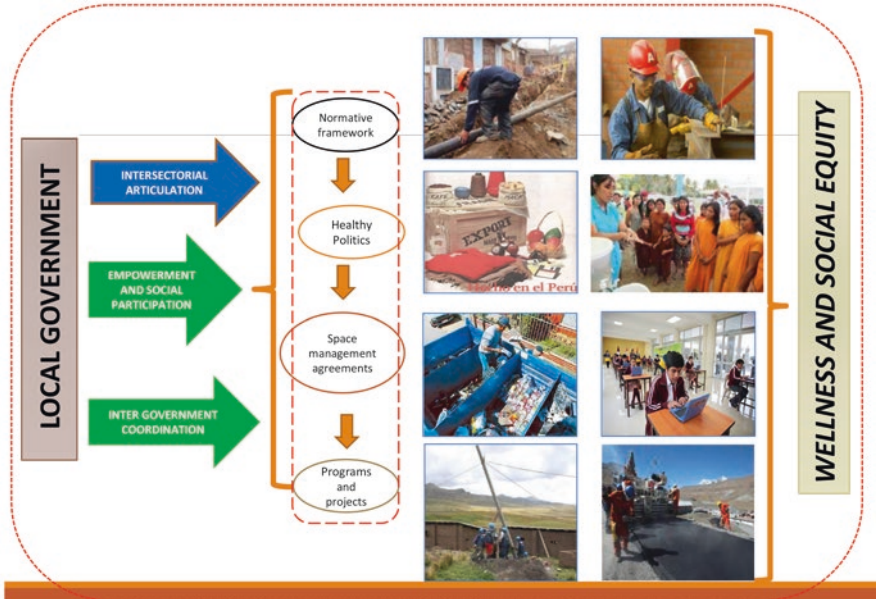 LOCAL GOVERNMENT
INTERSECTORIAL
ARTICULATION
EMPOWERMENT
AND SOCIAL
PARTICIPATION
INTER GOVERNMENT
COORDINATION
Normative
framework
Healthy
Politics
Space
management
agreements
Programs
and
projects
EXPORT
Hecho en el Perú
A
WELLNESS AND SOCIAL EQUITY